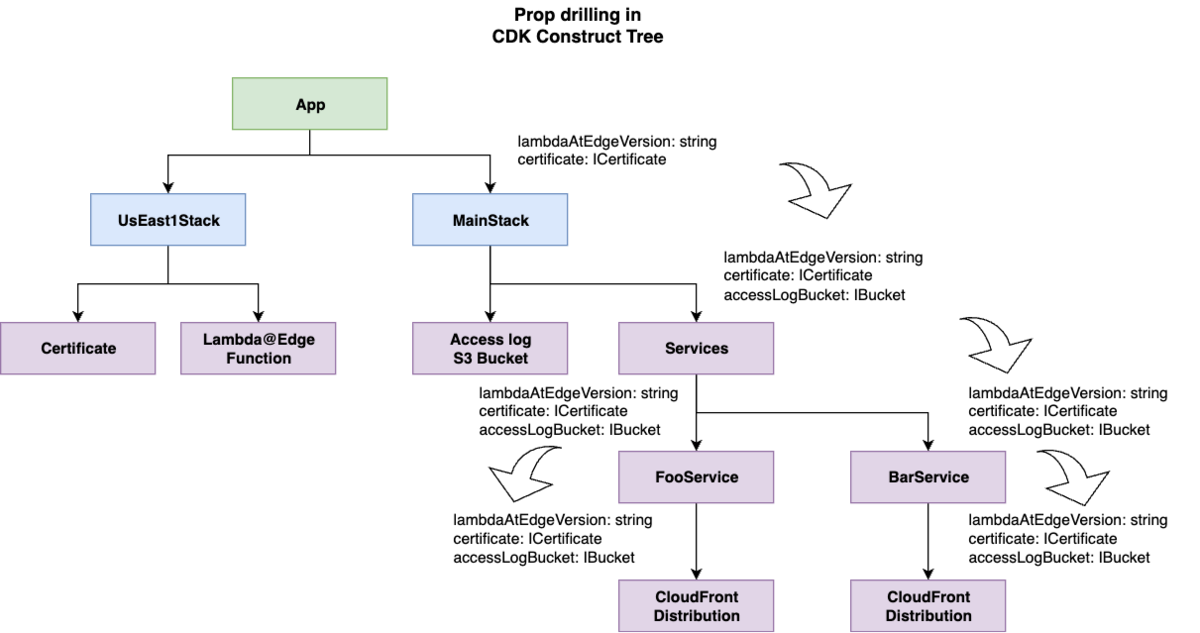 Prop drilling in
CDK Construct Tree
App
lambdaAtEdgeVersion: string
certificate: ICertificate
UsEast1Stack
MainStack
lambdaAtEdgeVersion: string
certificate: ICertificate
accessLogBucket: IBucket
Certificate
Lambda@Edge
Function
Access log
S3 Bucket
Services
lambdaAtEdgeVersion: string
certificate: ICertificate
accessLogBucket: IBucket
lambdaAtEdgeVersion: string
certificate: ICertificate
accessLogBucket: IBucket
FooService
BarService
lambdaAtEdgeVersion: string
certificate: ICertificate
accessLogBucket: IBucket
lambdaAtEdgeVersion: string
certificate: ICertificate
accessLogBucket: IBucket
CloudFront
Distribution
CloudFront
Distribution